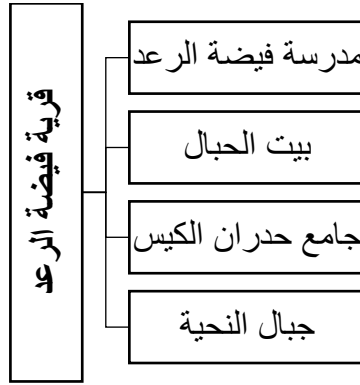 قرية فيضة الرعد
مدرسة فيضة الرعد
بيت الحبال
جامع حدران الكيس
جبال النحية